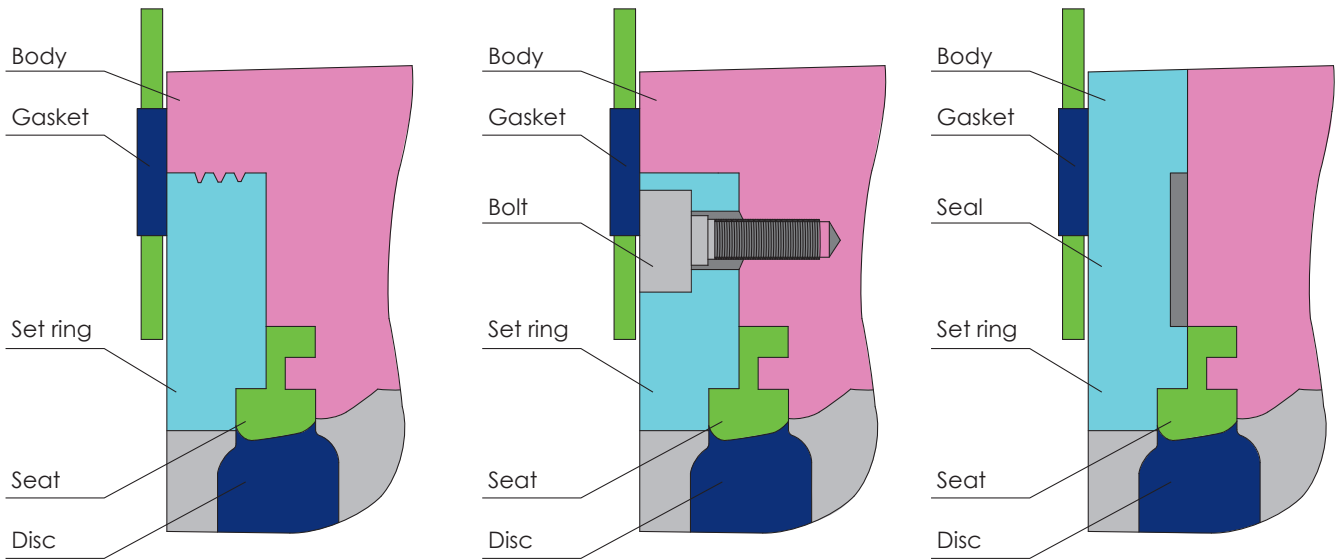 Body
Gasket
Set ring
Seat
Disc
Body
Gasket
Bolt
Set ring
Seat
Disc
Body
Gasket
Seal
Set ring
Seat
Disc